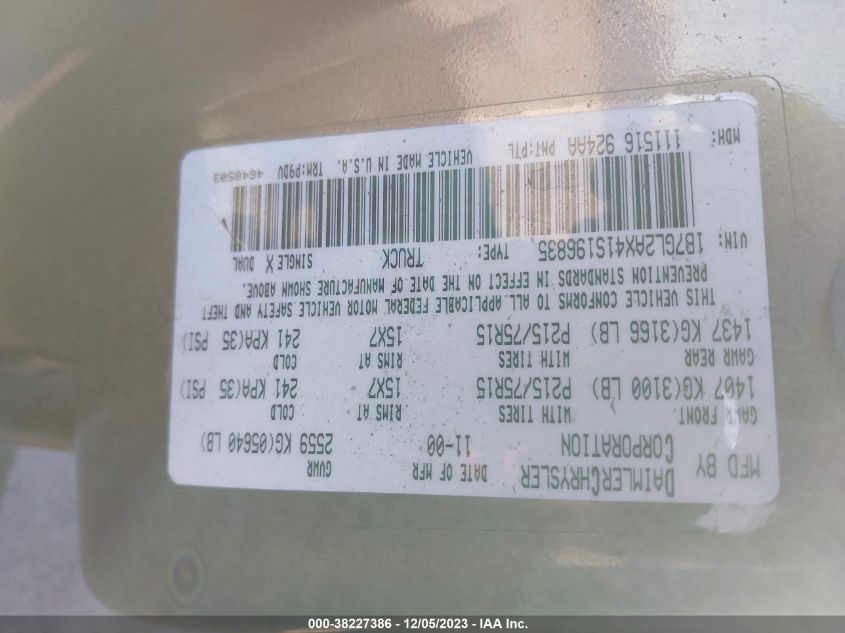 MFD BY DAIMLERCHRYSLER CORPORATION DATE OF MFR 11-00 GVWR 2559 KG(05640 LB)
GAWR FRONT WITH TIRES RIMS AT COLD
1407 KG(3100 LB) P215/75R15 15X7 241 KPA(35 PSI)
GAWR REAR WITH TIRES RIMS AT COLD
1437 KG(3166 LB) P215/75R15 15X7 241 KPA(35 PSI)
THIS VEHICLE CONFORMS TO ALL APPLICABLE FEDERAL MOTOR VEHICLE SAFETY AND THEFT
PREVENTION STANDARDS IN EFFECT ON THE DATE OF MANUFACTURE SHOWN ABOVE.
VIN: 1B7GL2AX41S196835 TYPE: TRUCK SINGLE X DUAL
MDH: 111516 924AA PNT:PTL VEHICLE MADE IN U.S.A. TRM:P9DV 4648503
000-38227386 - 12/05/2023 - IAA Inc.